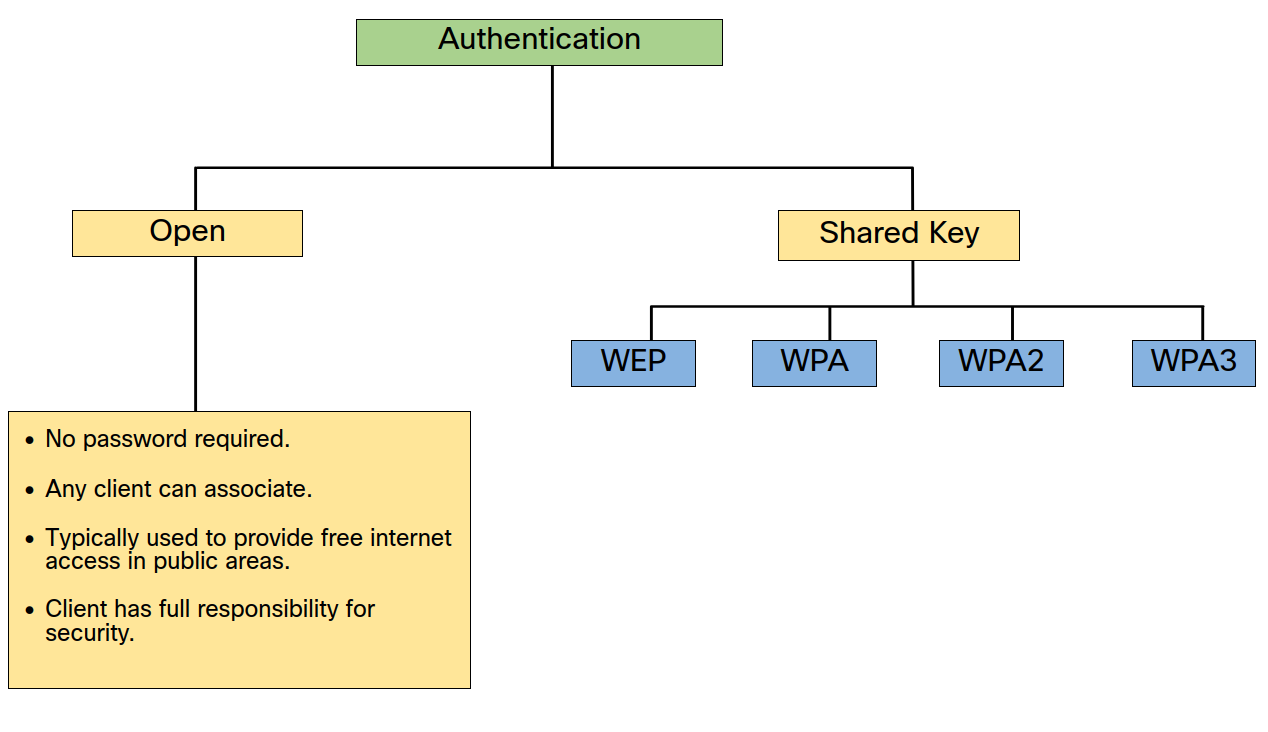 Authentication
Open
Shared Key
WEP
WPA
WPA2
WPA3
• No password required.
• Any client can associate.
• Typically used to provide free internet
access in public areas.
• Client has full responsibility for
security.